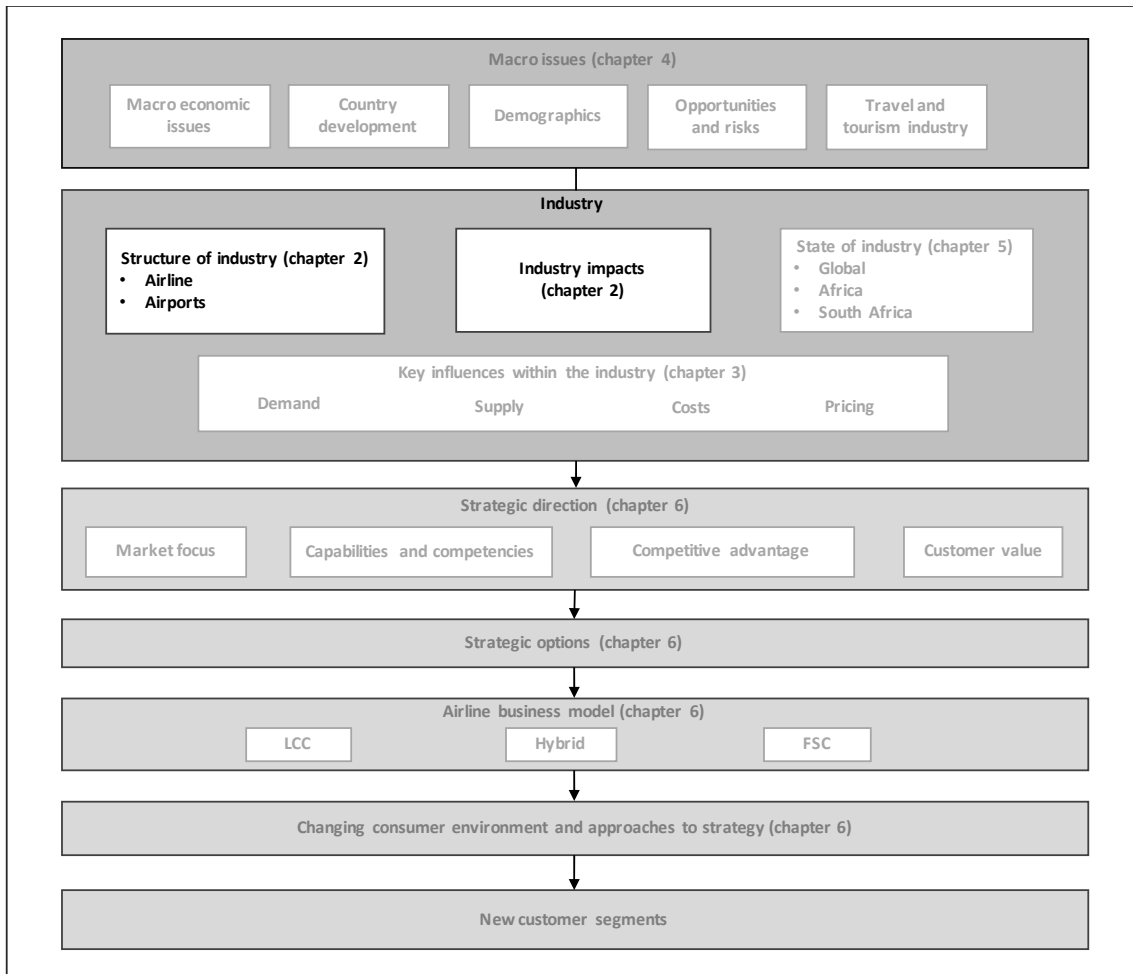 Macro issues (chapter 4)
Macro economic
issues
Country
development
Demographics
Opportunities
and risks
Travel and
tourism industry
Industry
Structure of industry (chapter 2)
• Airline
• Airports
Industry impacts
(chapter 2)
State of industry (chapter 5)
• Global
• Africa
• South Africa
Key influences within the industry (chapter 3)
Demand Supply Costs Pricing
Strategic direction (chapter 6)
Market focus
Capabilities and competencies
Competitive advantage
Customer value
Strategic options (chapter 6)
Airline business model (chapter 6)
LCC
Hybrid
FSC
Changing consumer environment and approaches to strategy (chapter 6)
New customer segments